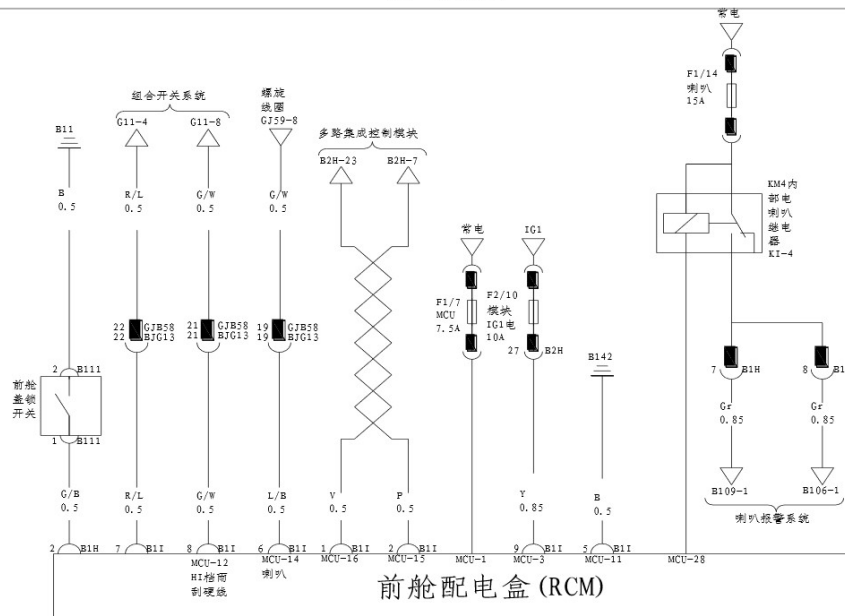 常电
F1/14
喇叭
15A
组合开关系统
G11-4
G11-8
螺旋
线圈
GJ59-8
B11
多路集成控制模块
B2H-23
B2H-7
B
0.5
R/L
0.5
G/W
0.5
G/W
0.5
KM4内
部电
喇叭
继电
器
KI-4
常电
IG1
F1/7
MCU
7.5A
F2/10
模块
IG1电
10A
27 B2H
22 GJB58
22 BJG13
21 GJB58
21 BJG13
19 GJB58
19 BJG13
B142
2 B111
前舱
盖锁
开关
1 B111
7 B1H
8 B1
Gr
0.85
Gr
0.85
B109-1
B106-1
喇叭报警系统
G/B
0.5
R/L
0.5
G/W
0.5
L/B
0.5
V
0.5
P
0.5
Y
0.85
B
0.5
2 B1H
7 B1I
8 B1I
6 B1I
1 B1I
2 B1I
9 B1I
5 B1I
MCU-12
HI档雨
刮硬线
MCU-14
喇叭
MCU-16
MCU-15
MCU-1
MCU-3
MCU-11
MCU-28
前舱配电盒(RCM)